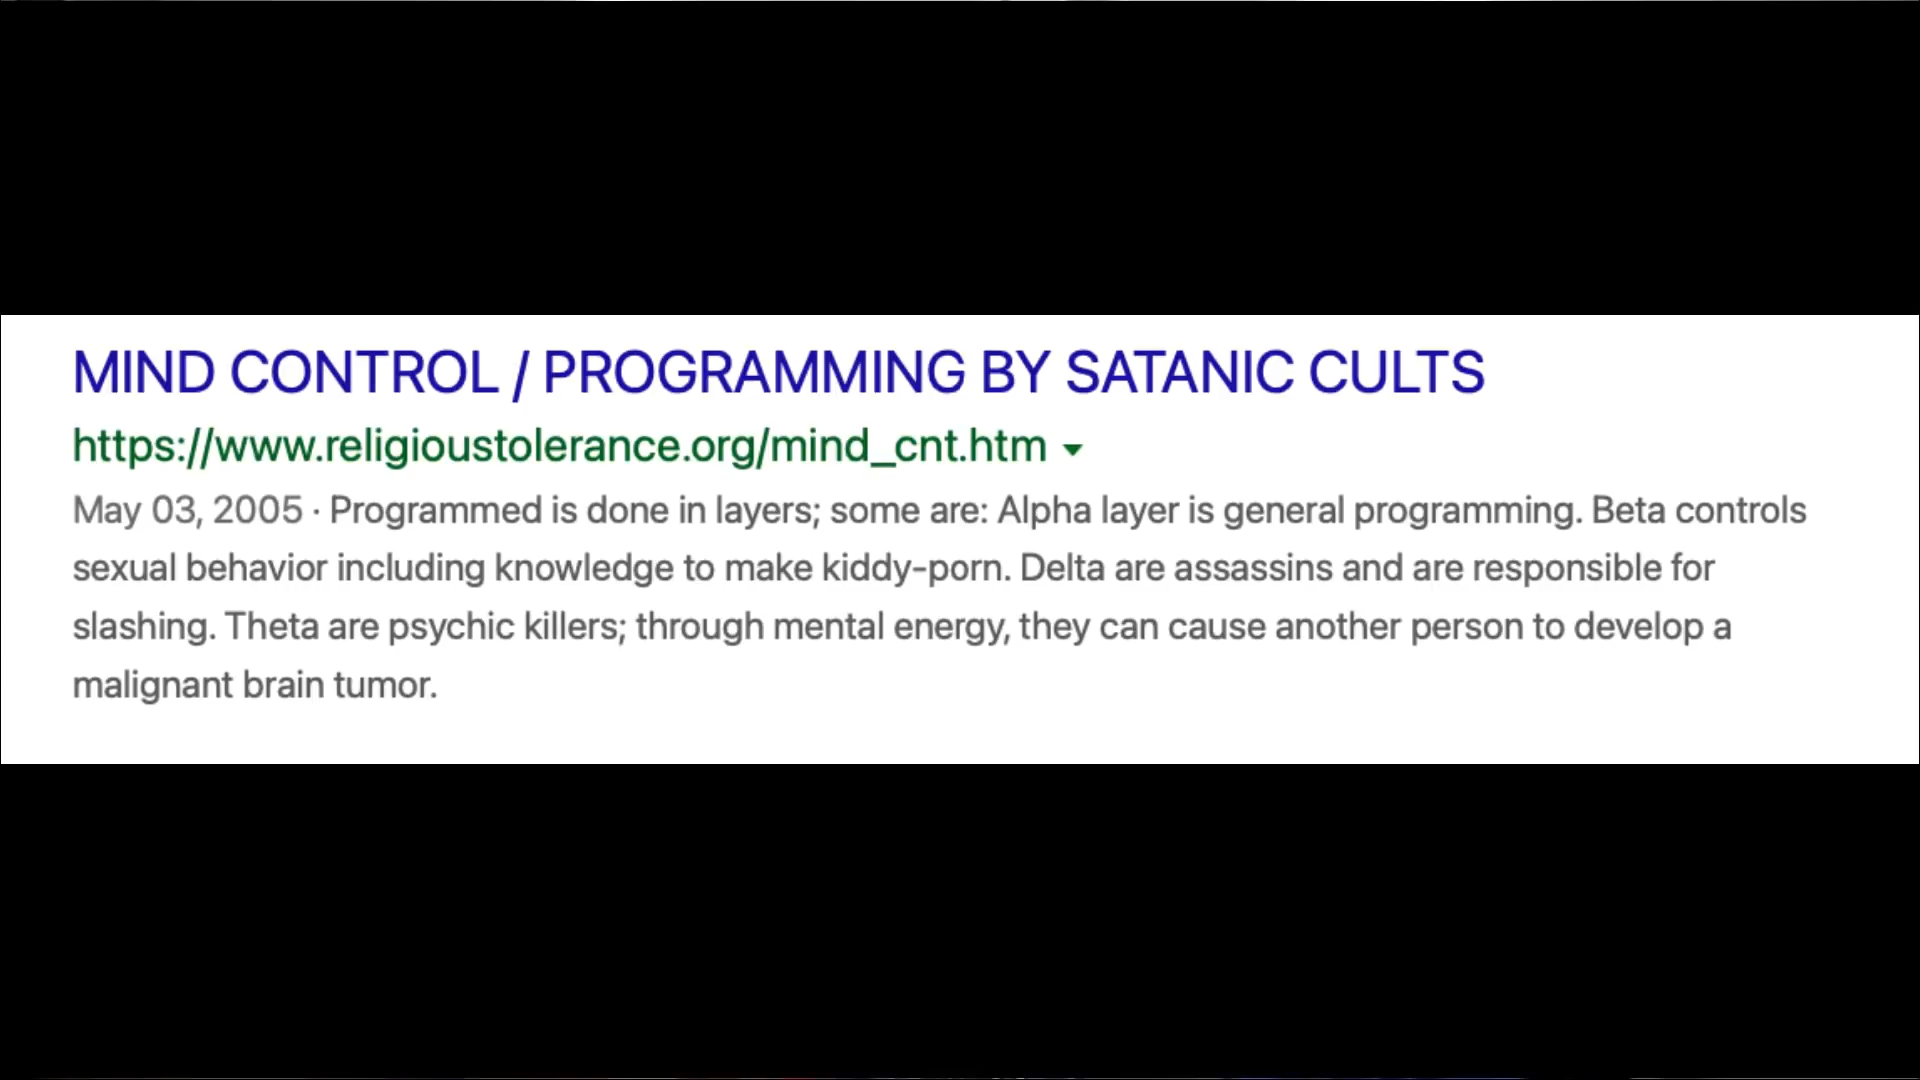 MIND CONTROL / PROGRAMMING BY SATANIC CULTS
https://www.religioustolerance.org/mind_cnt.htm
May 03, 2005 · Programmed is done in layers; some are: Alpha layer is general programming. Beta controls
sexual behavior including knowledge to make kiddy-porn. Delta are assassins and are responsible for
slashing. Theta are psychic killers; through mental energy, they can cause another person to develop a
malignant brain tumor.